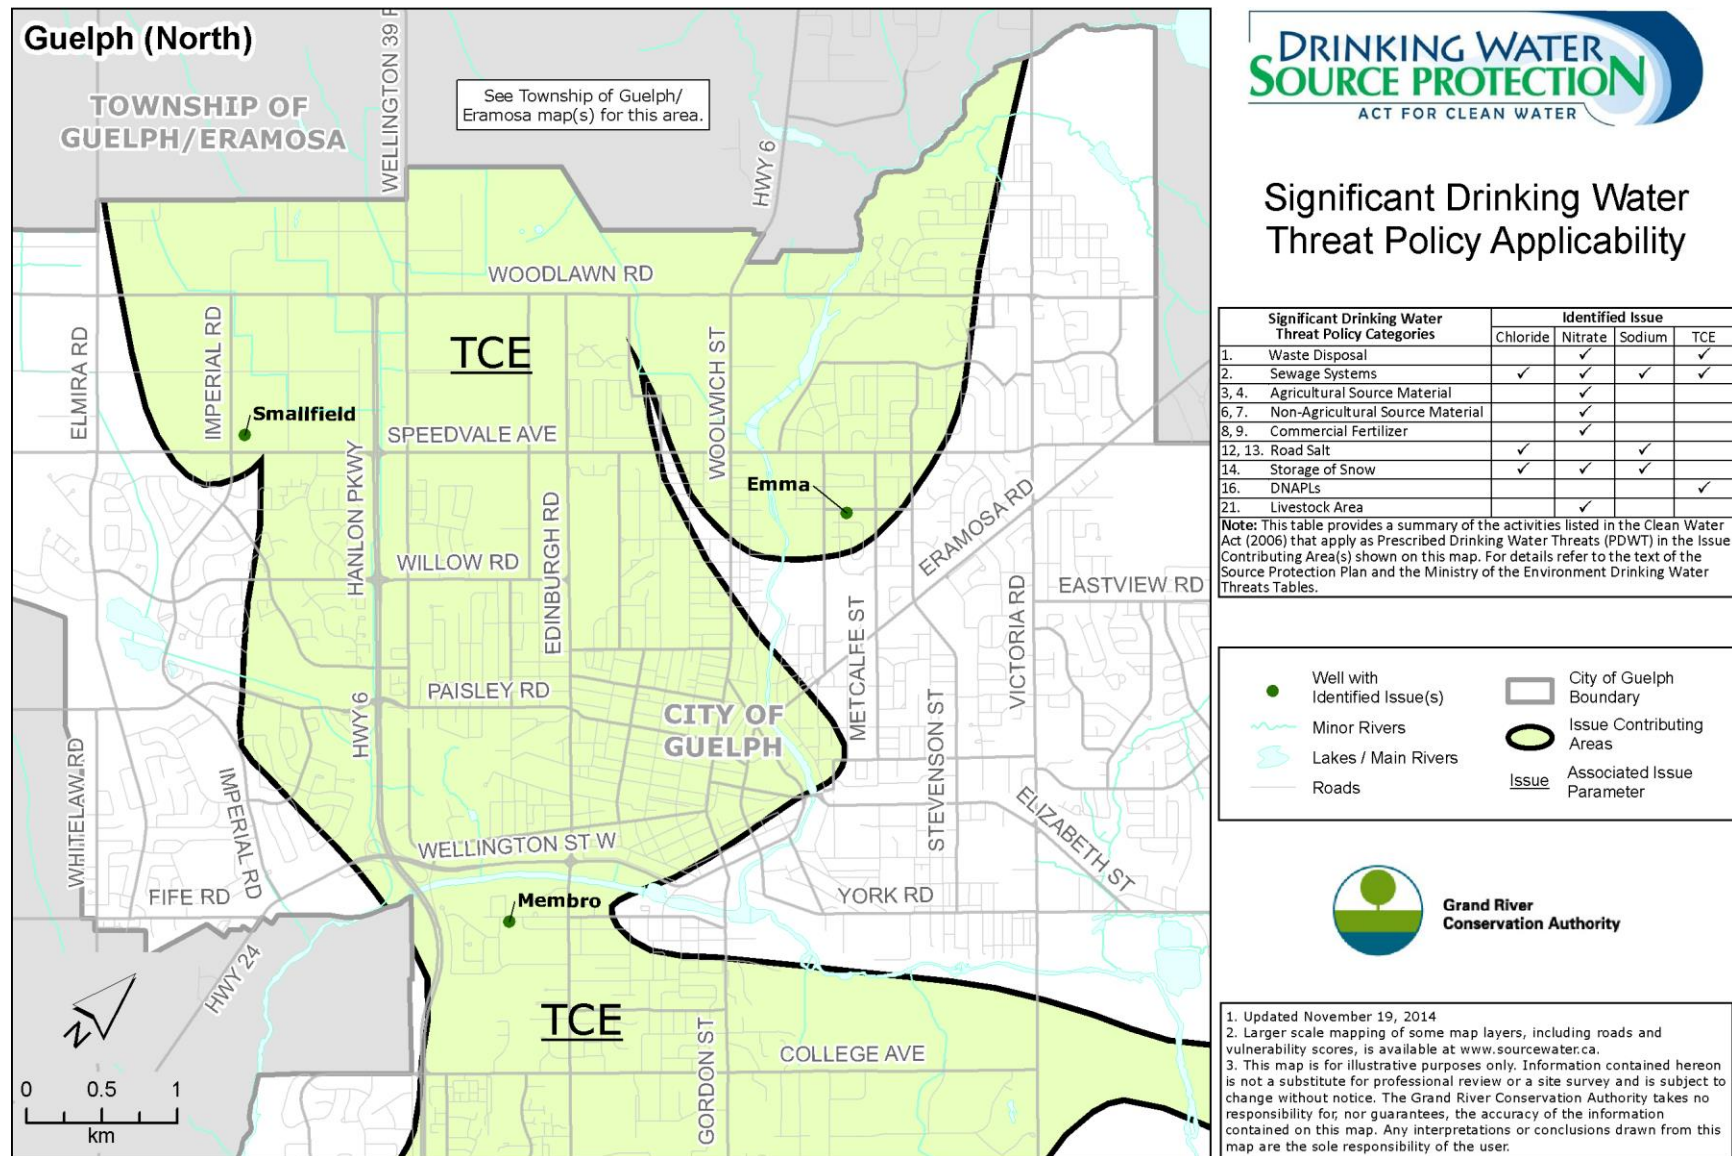 Guelph (North)
TOWNSHIP OF
GUELPH/ERAMOSA
WELLINGTON 39 R
See Township of Guelph/
Eramosa map(s) for this area.
HWY 6
WOODLAWN RD
ELMIRA RD
IMPERIAL RD
TCE
WOOLWICH ST
Smallfield
HANLON PKWY
SPEEDVALE AVE
Emma
EDINBURGH RD
ERAMOSA RD
WILLOW RD
EASTVIEW RD
METCALFE ST
VICTORIA RD
PAISLEY RD
CITY OF
GUELPH
HWY 6
STEVENSON ST
WHITELAW RD
IMPERIAL RD
ELIZABETH ST
WELLINGTON ST W
FIFE RD
YORK RD
Membro
HWY 24
N
TCE
GORDON ST
COLLEGE AVE
0 0.5 1
km
DRINKING WATER
SOURCE PROTECTION
ACT FOR CLEAN WATER
Significant Drinking Water
Threat Policy Applicability
Significant Drinking Water
Threat Policy Categories
Identified Issue
Chloride Nitrate Sodium TCE
1. Waste Disposal ✓ ✓
2. Sewage Systems ✓ ✓ ✓ ✓
3, 4. Agricultural Source Material ✓
6, 7. Non-Agricultural Source Material ✓
8, 9. Commercial Fertilizer ✓
12, 13. Road Salt ✓ ✓
14. Storage of Snow ✓ ✓ ✓
16. DNAPLs ✓
21. Livestock Area ✓
Note: This table provides a summary of the activities listed in the Clean Water
Act (2006) that apply as Prescribed Drinking Water Threats (PDWT) in the Issue
Contributing Area(s) shown on this map. For details refer to the text of the
Source Protection Plan and the Ministry of the Environment Drinking Water
Threats Tables.
Well with
Identified Issue(s)
Minor Rivers
Lakes / Main Rivers
Roads
City of Guelph
Boundary
Issue Contributing
Areas
Issue
Associated Issue
Parameter
Grand River
Conservation Authority
1. Updated November 19, 2014
2. Larger scale mapping of some map layers, including roads and
vulnerability scores, is available at www.sourcewater.ca.
3. This map is for illustrative purposes only. Information contained hereon
is not a substitute for professional review or a site survey and is subject to
change without notice. The Grand River Conservation Authority takes no
responsibility for, nor guarantees, the accuracy of the information
contained on this map. Any interpretations or conclusions drawn from this
map are the sole responsibility of the user.